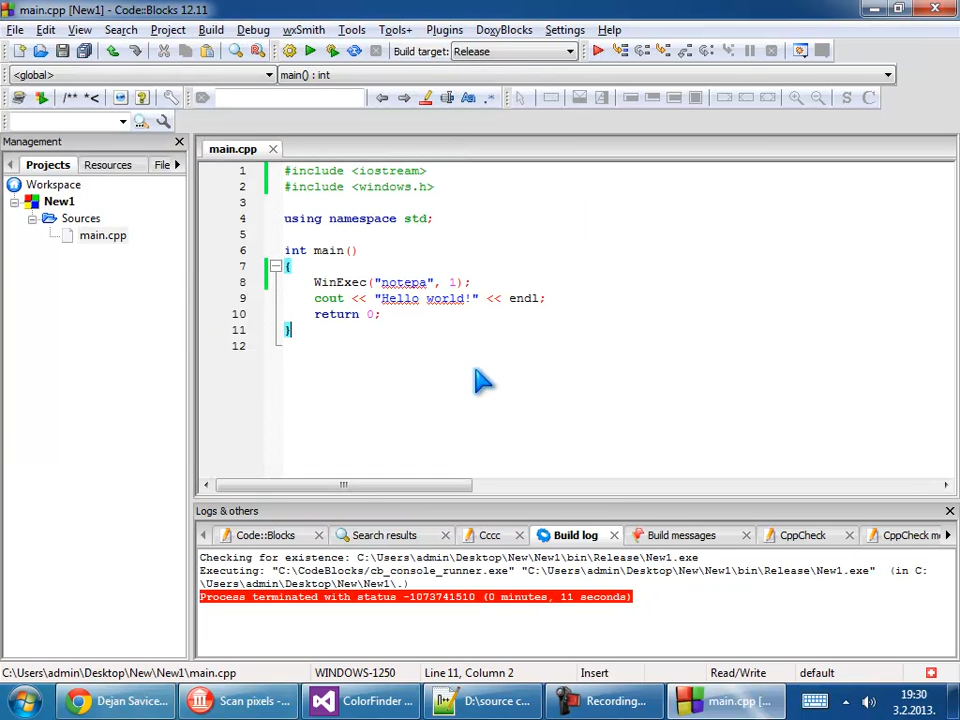 main.cpp [New1] - Code::Blocks 12.11
File Edit View Search Project Build Debug wxSmith Tools Tools+ Plugins DoxyBlocks Settings Help
Build target: Release
<global> main() : int
/** *<
Aa .*
S C
Management
main.cpp
Projects Resources File
1 #include <iostream>
Workspace
2 #include <windows.h>
New1
3
Sources
4 using namespace std;
main.cpp
5
6 int main()
7 {
8 WinExec("notepa", 1);
9 cout << "Hello world!" << endl;
10 return 0;
11 }
12
Logs & others
Code::Blocks Search results Cccc Build log Build messages CppCheck CppCheck me
Checking for existence: C:\Users\admin\Desktop\New\New1\bin\Release\New1.exe
Executing: "C:\CodeBlocks/cb_console_runner.exe" "C:\Users\admin\Desktop\New\New1\bin\Release\New1.exe" (in C:
\Users\admin\Desktop\New\New1\.)
Process terminated with status -1073741510 (0 minutes, 11 seconds)
C:\Users\admin\Desktop\New\New1\main.cpp WINDOWS-1250 Line 11, Column 2 Insert Read/Write default
Dejan Savice... Scan pixels -... ColorFinder ... D:\source c... Recording... main.cpp [... 19:30
3.2.2013.